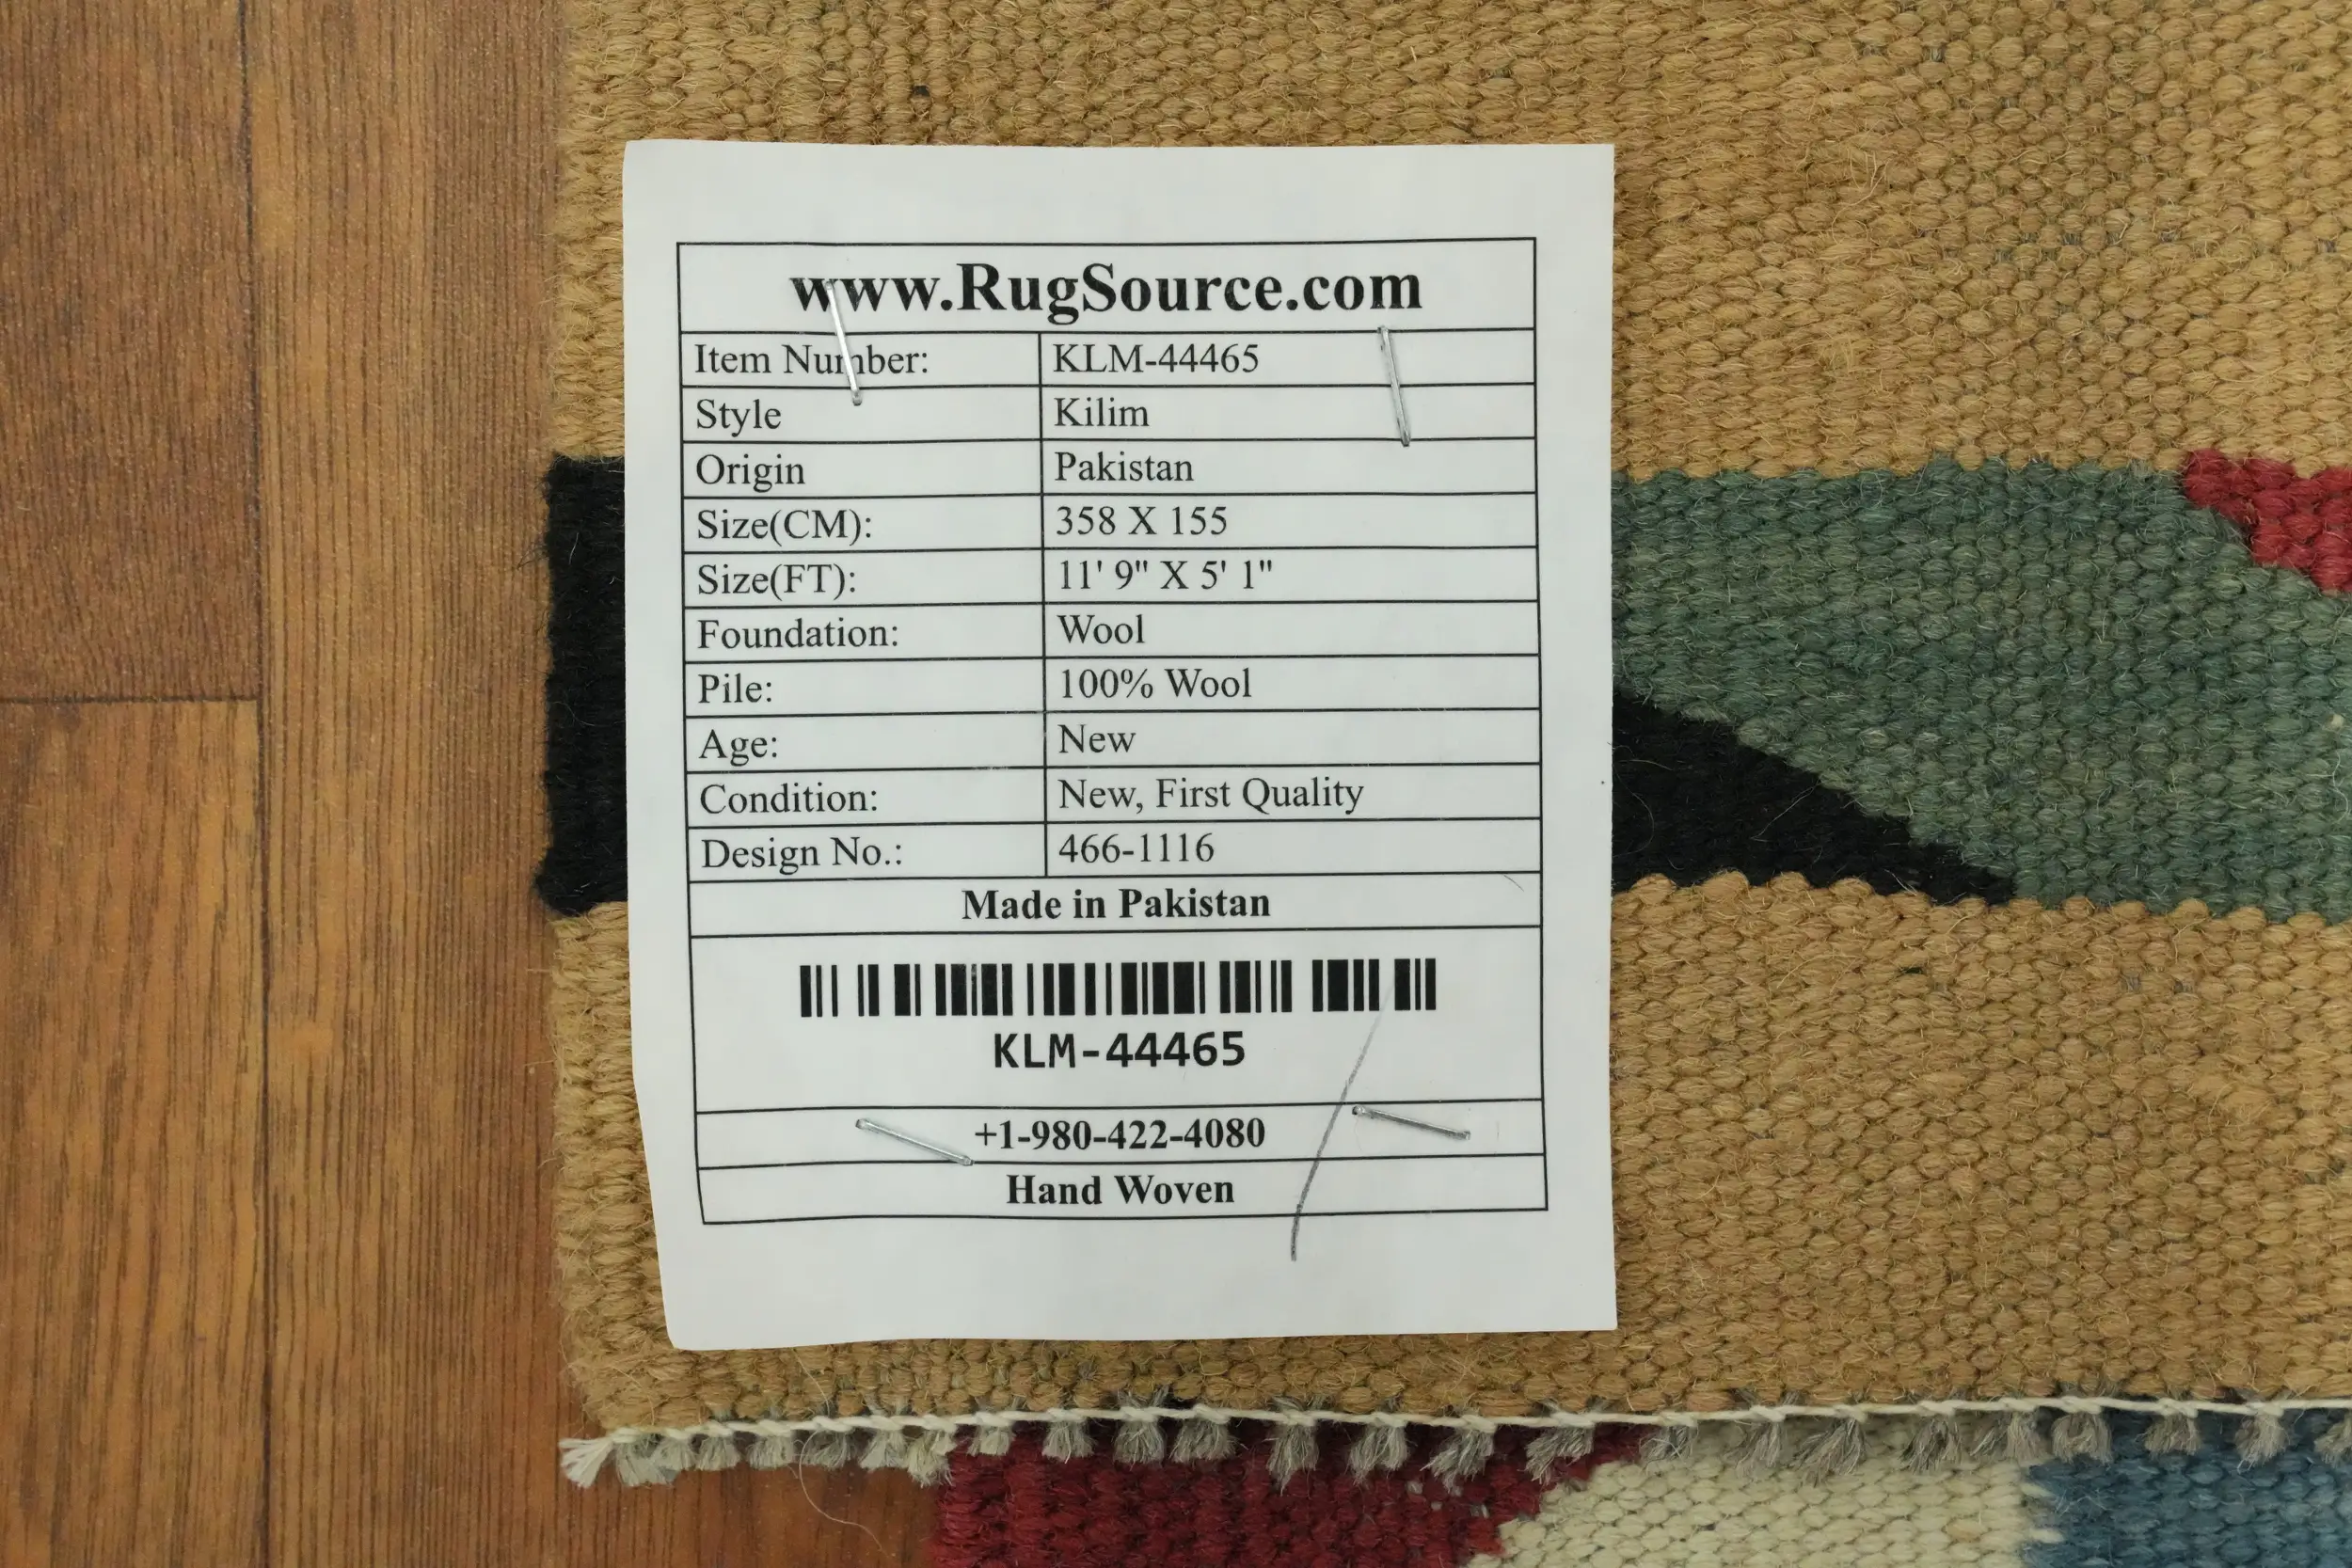 www.RugSource.com
Item Number: KLM-44465
Style Kilim
Origin Pakistan
Size(CM): 358 X 155
Size(FT): 11' 9" X 5' 1"
Foundation: Wool
Pile: 100% Wool
Age: New
Condition: New, First Quality
Design No.: 466-1116
Made in Pakistan
KLM-44465
+1-980-422-4080
Hand Woven